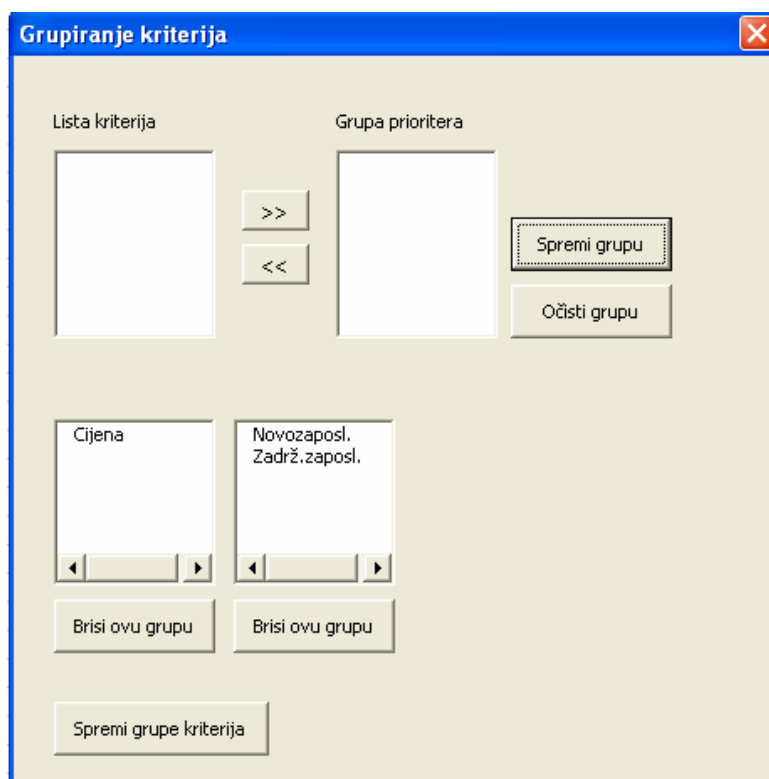 Grupiranje kriterija
Lista kriterija
Grupa prioritera
>>
<<
Spremi grupu
Očisti grupu
Cijena
Novozaposl.
Zadrž.zaposl.
Brisi ovu grupu
Brisi ovu grupu
Spremi grupe kriterija